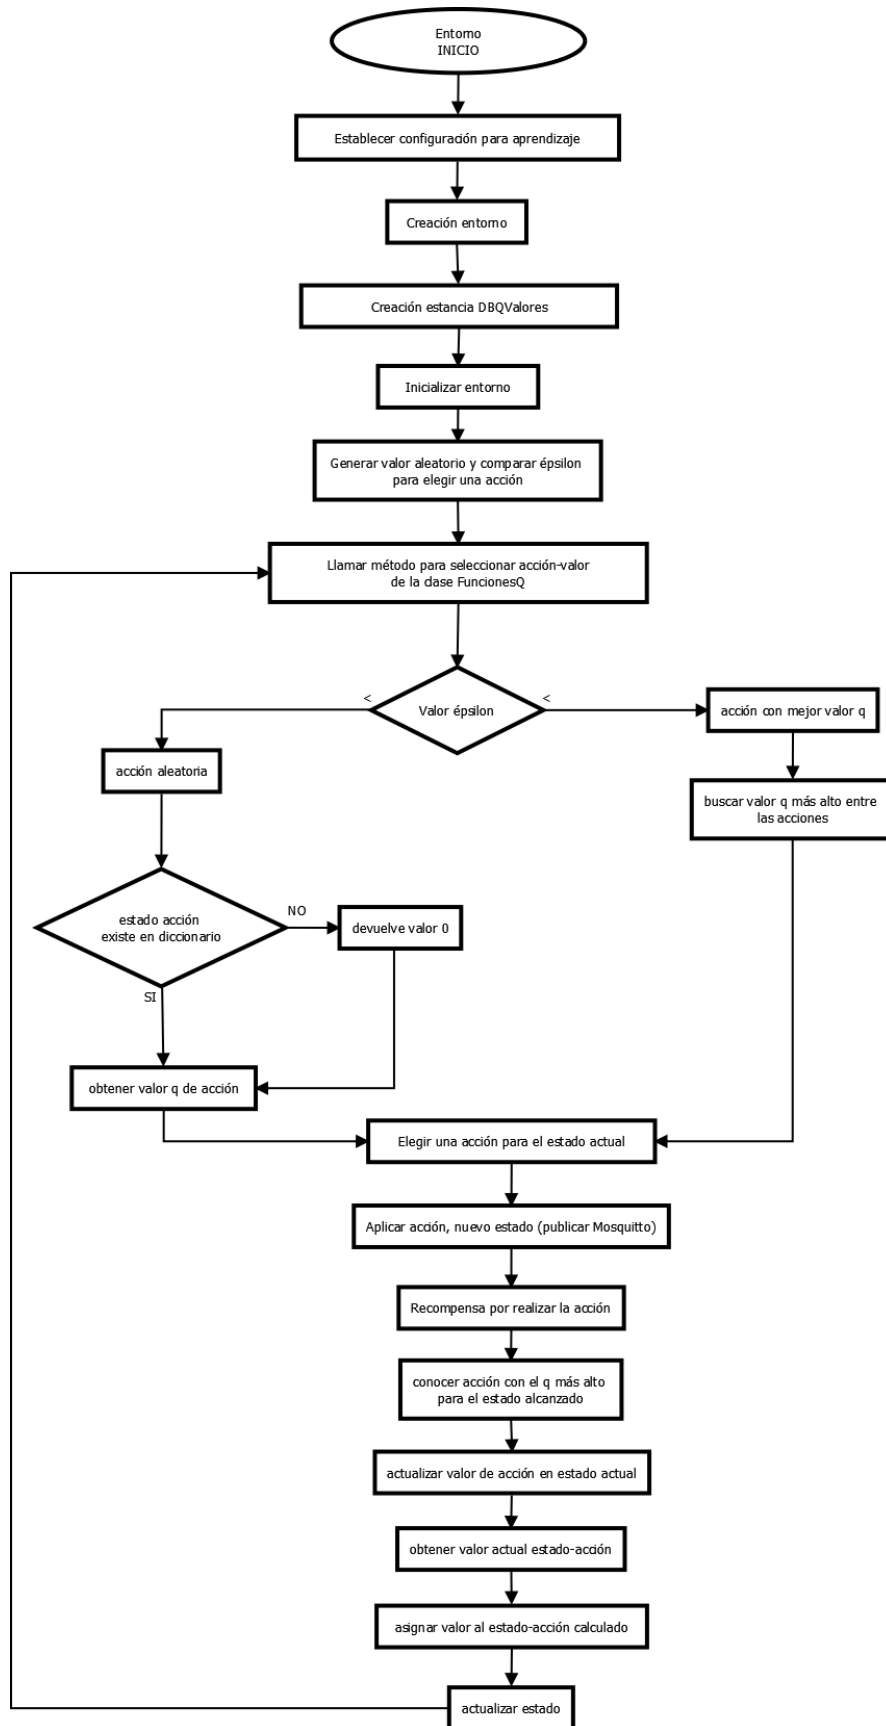 Entorno
INICIO
Establecer configuración para aprendizaje
Creación entorno
Creación estancia DBQValores
Inicializar entorno
Generar valor aleatorio y comparar épsilon
para elegir una acción
Llamar método para seleccionar acción-valor
de la clase FuncionesQ
<
Valor épsilon
<
acción con mejor valor q
acción aleatoria
buscar valor q más alto entre
las acciones
estado acción
existe en diccionario
NO
devuelve valor 0
SI
obtener valor q de acción
Elegir una acción para el estado actual
Aplicar acción, nuevo estado (publicar Mosquitto)
Recompensa por realizar la acción
conocer acción con el q más alto
para el estado alcanzado
actualizar valor de acción en estado actual
obtener valor actual estado-acción
asignar valor al estado-acción calculado
actualizar estado